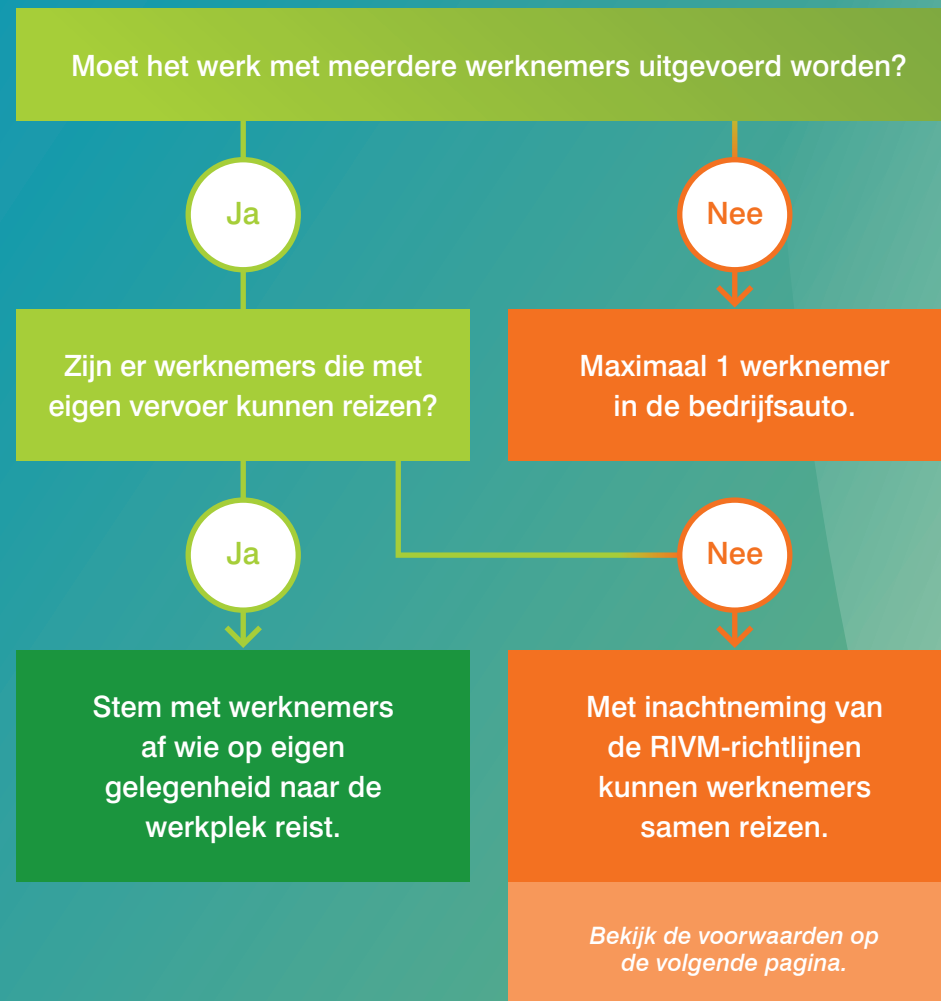 Moet het werk met meerdere werknemers uitgevoerd worden?
Ja
Nee
Zijn er werknemers die met
eigen vervoer kunnen reizen?
Maximaal 1 werknemer
in de bedrijfsauto.
Ja
Nee
Stem met werknemers
af wie op eigen
gelegenheid naar de
werkplek reist.
Met inachtneming van
de RIVM-richtlijnen
kunnen werknemers
samen reizen.
Bekijk de voorwaarden op
de volgende pagina.